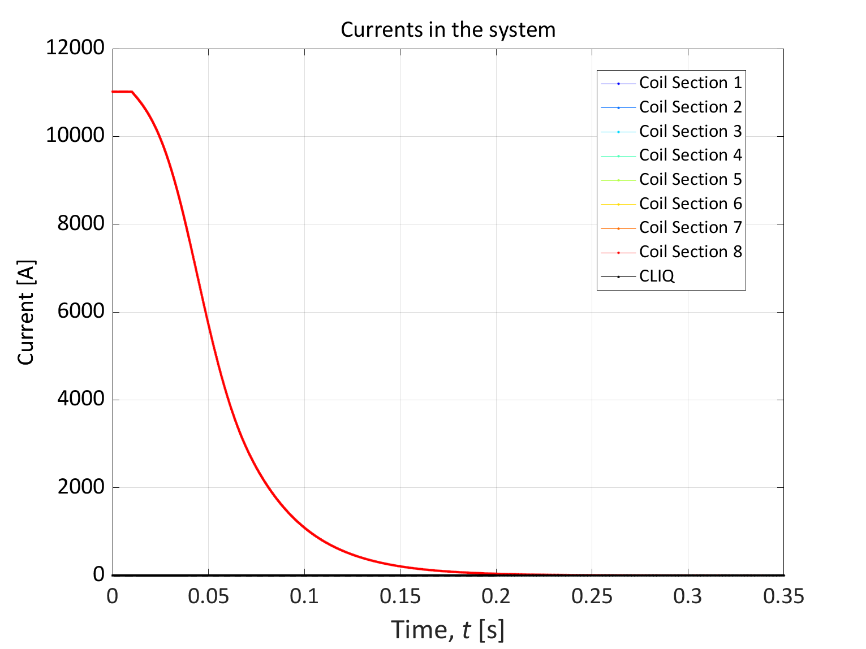 Currents in the system
12000
10000
8000
6000
4000
2000
0
Current [A]
Coil Section 1
Coil Section 2
Coil Section 3
Coil Section 4
Coil Section 5
Coil Section 6
Coil Section 7
Coil Section 8
CLIQ
0 0.05 0.1 0.15 0.2 0.25 0.3 0.35
Time, t [s]